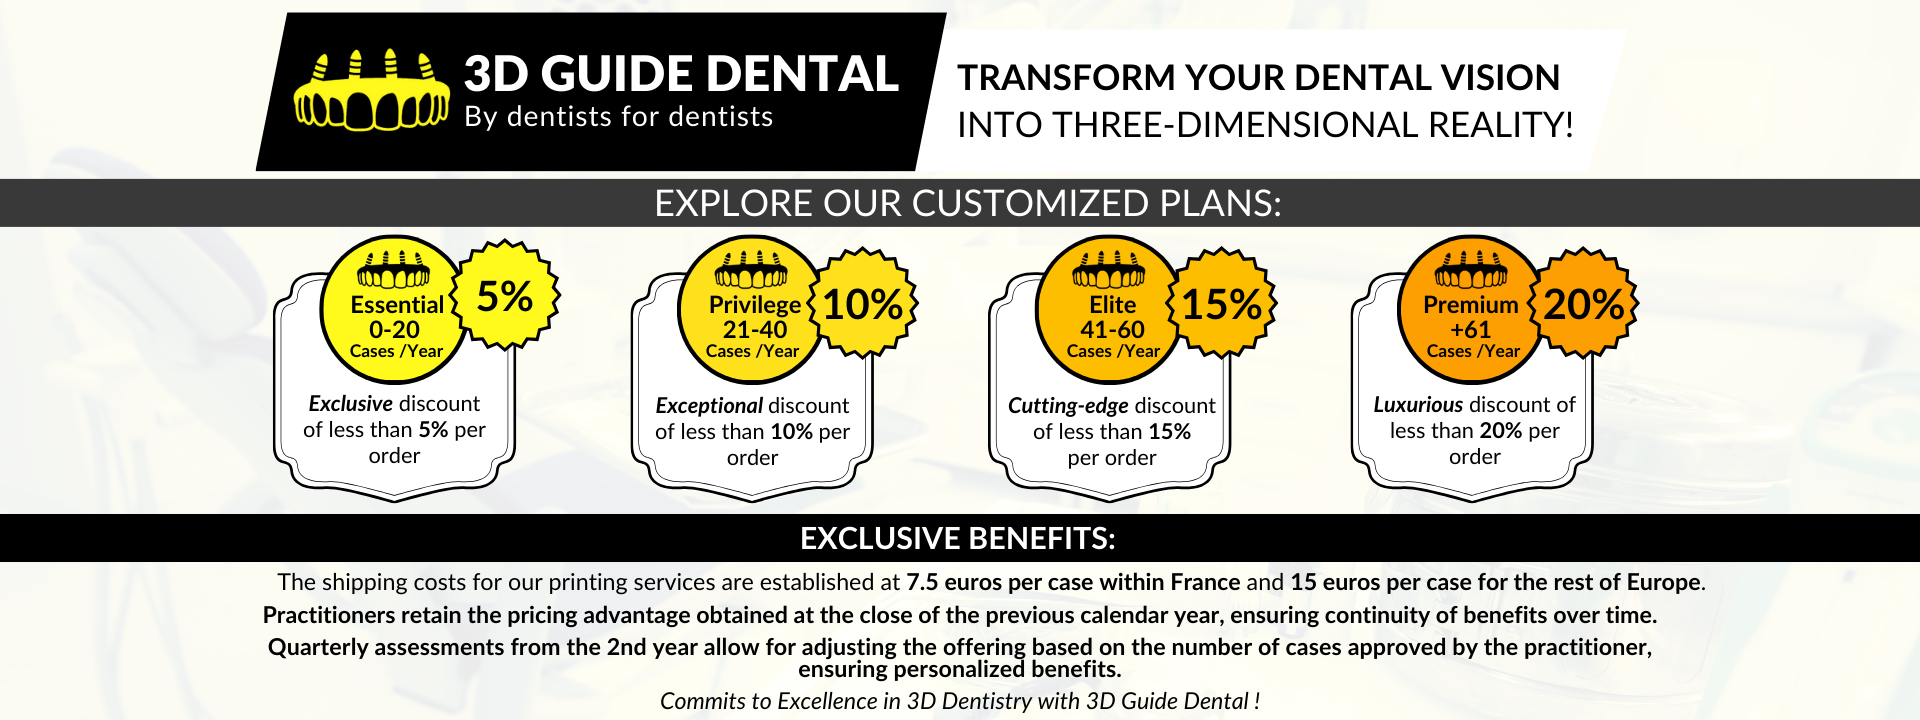 3D GUIDE DENTAL
By dentists for dentists
TRANSFORM YOUR DENTAL VISION
INTO THREE-DIMENSIONAL REALITY!
EXPLORE OUR CUSTOMIZED PLANS:
Essential
0-20
Cases /Year
5%
Exclusive discount
of less than 5% per
order
Privilege
21-40
Cases /Year
10%
Exceptional discount
of less than 10% per
order
Elite
41-60
Cases /Year
15%
Cutting-edge discount
of less than 15%
per order
Premium
+61
Cases /Year
20%
Luxurious discount of
less than 20% per
order
EXCLUSIVE BENEFITS:
The shipping costs for our printing services are established at 7.5 euros per case within France and 15 euros per case for the rest of Europe.
Practitioners retain the pricing advantage obtained at the close of the previous calendar year, ensuring continuity of benefits over time.
Quarterly assessments from the 2nd year allow for adjusting the offering based on the number of cases approved by the practitioner,
ensuring personalized benefits.
Commits to Excellence in 3D Dentistry with 3D Guide Dental !